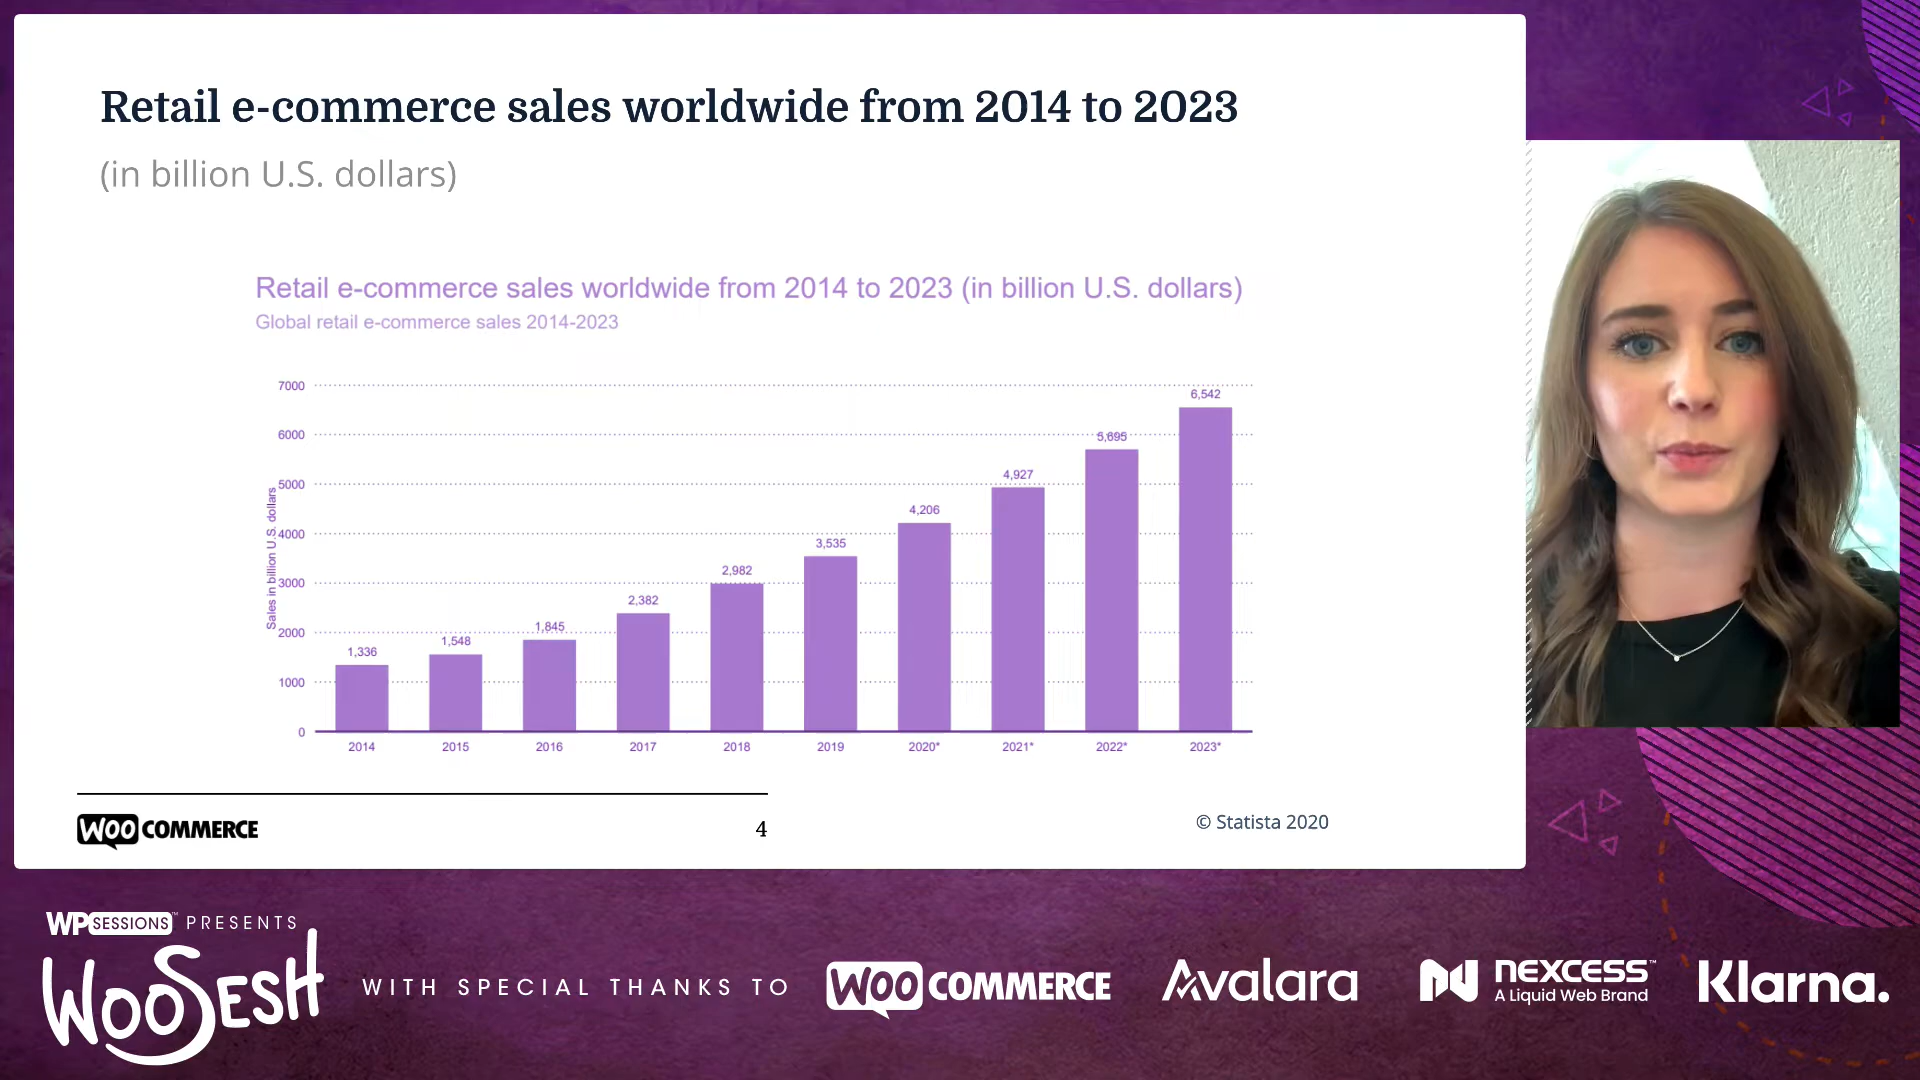 Retail e-commerce sales worldwide from 2014 to 2023
(in billion U.S. dollars)
Retail e-commerce sales worldwide from 2014 to 2023 (in billion U.S. dollars)
Global retail e-commerce sales 2014-2023
Sales in billion U.S. dollars
7000
6000
5000
4000
3000
2000
1000
0
1,336
1,548
1,845
2,382
2,982
3,535
4,206
4,927
5,695
6,542
2014
2015
2016
2017
2018
2019
2020*
2021*
2022*
2023*
WOO COMMERCE
4
© Statista 2020
WP SESSIONS™ PRESENTS
WOOSESH
WITH SPECIAL THANKS TO
WOO COMMERCE
Avalara
NEXCESS™
A Liquid Web Brand
Klarna.